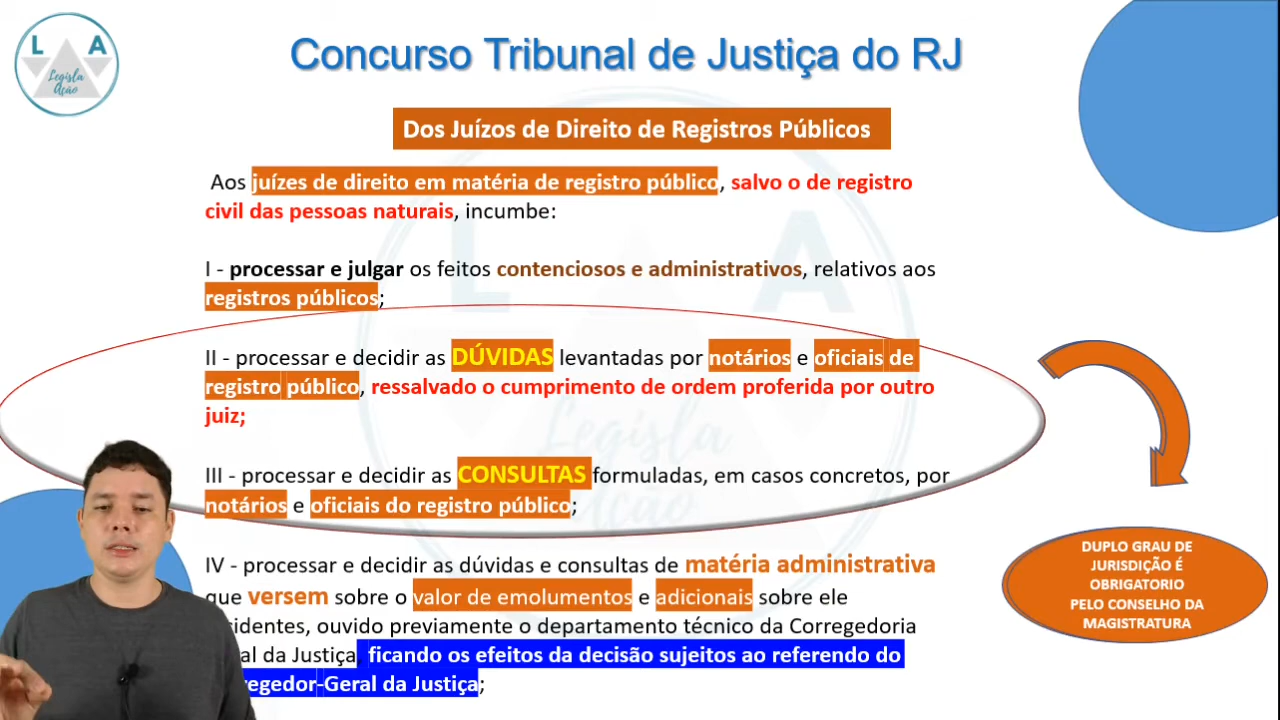 L A
Legisla
Ação
Concurso Tribunal de Justiça do RJ
Dos Juízos de Direito de Registros Públicos
Aos juízes de direito em matéria de registro público, salvo o de registro
civil das pessoas naturais, incumbe:
I - processar e julgar os feitos contenciosos e administrativos, relativos aos
registros públicos;
II - processar e decidir as DÚVIDAS levantadas por notários e oficiais de
registro público, ressalvado o cumprimento de ordem proferida por outro
juiz;
III - processar e decidir as CONSULTAS formuladas, em casos concretos, por
notários e oficiais do registro público;
IV - processar e decidir as dúvidas e consultas de matéria administrativa
que versem sobre o valor de emolumentos e adicionais sobre ele
cidentes, ouvido previamente o departamento técnico da Corregedoria
al da Justiça, ficando os efeitos da decisão sujeitos ao referendo do
regedor-Geral da Justiça;
DUPLO GRAU DE
JURISDIÇÃO É
OBRIGATORIO
PELO CONSELHO DA
MAGISTRATURA
L A
Legisla
Ação